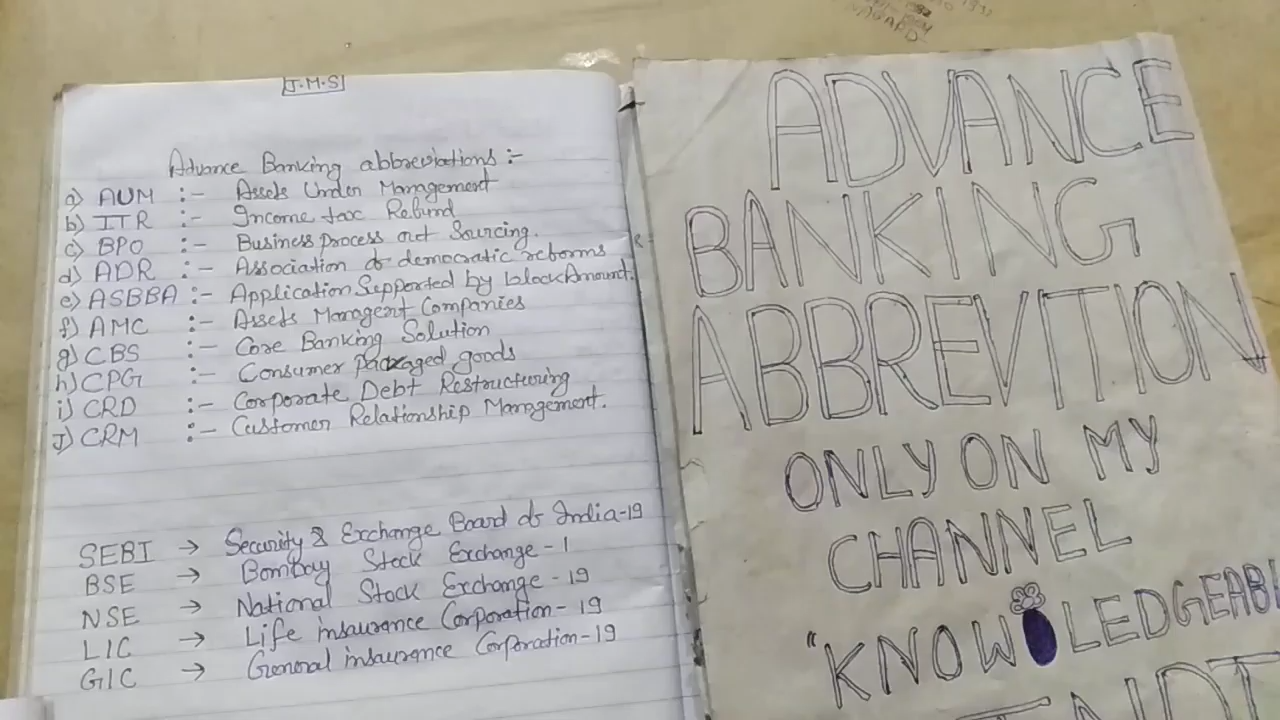 J.M.S
Advance Banking abbreviations :-
a) AUM :- Assets Under Management
b) ITR :- Income tax Refund
c) BPO :- Business process out Sourcing.
d) ADR :- Association of democratic reforms
e) ASBBA :- Application Supported by block Amount.
f) AMC :- Assets Managent Companies
g) CBS :- Core Banking Solution
h) CPG :- Consumer packaged goods
i) CRD :- Corporate Debt Restructuring
J) CRM :- Customer Relationship Management.
SEBI → Security & Exchange Board of India-19
BSE → Bombay Stock Exchange - 1
NSE → National Stock Exchange - 19
LIC → Life insurance Corporation - 19
GIC → General insurance Corporation - 19
ADVANCE
BANKING
ABBREVITION
ONLY ON MY
CHANNEL
"KNOWLEDGEABL